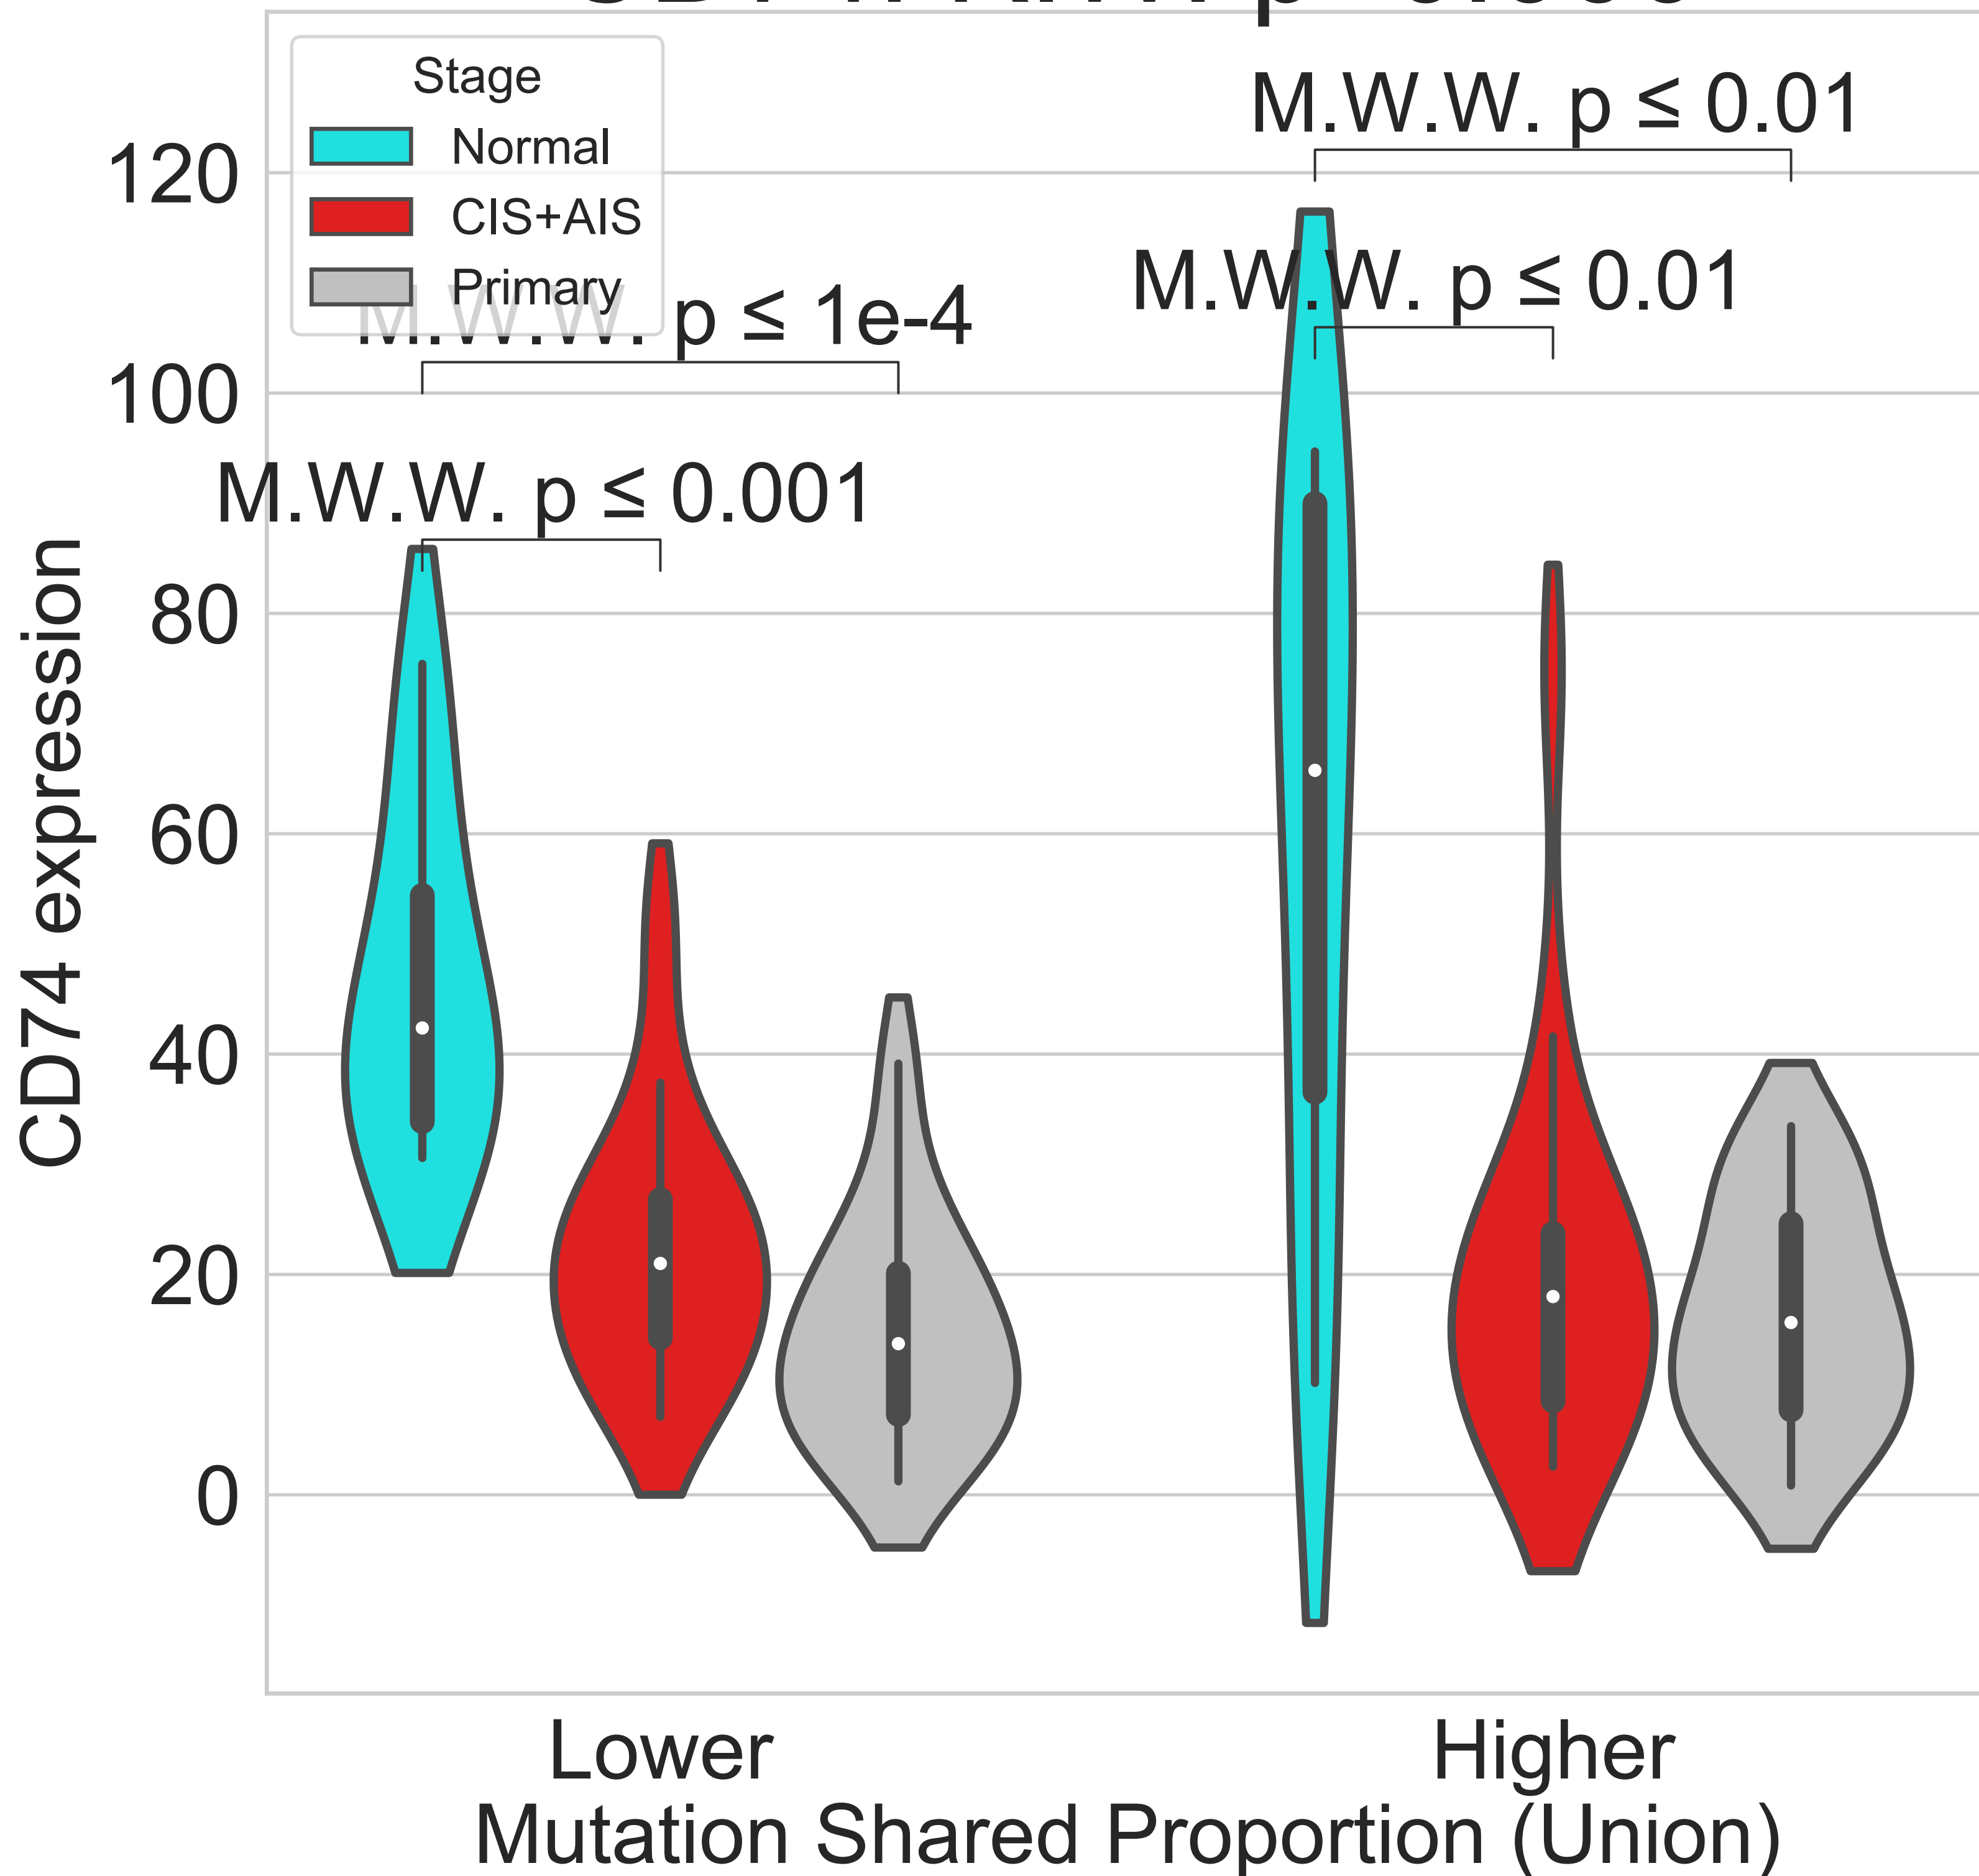 Stage
Normal
CIS+AIS
Primary
M.W.W. p ≤ 0.01
M.W.W. p ≤ 0.01
M.W.W. p ≤ 1e-4
M.W.W. p ≤ 0.001
120
100
80
60
40
20
0
CD74 expression
Lower
Higher
Mutation Shared Proportion (Union)